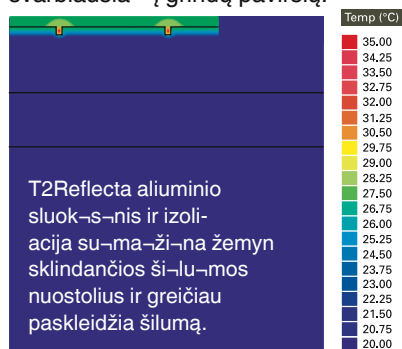 svarbiausia – į grindų paviršių.
Temp (°C)
35.00
34.25
33.50
32.75
32.00
31.25
30.50
29.75
29.00
28.25
27.50
26.75
26.00
25.25
24.50
23.75
23.00
22.25
21.50
20.75
20.00
T2Reflecta aliuminio
sluok¬s¬nis ir izoli-
acija su¬ma¬ži¬na žemyn
sklindančios ši¬lu¬mos
nuostolius ir greičiau
paskleidžia šilumą.